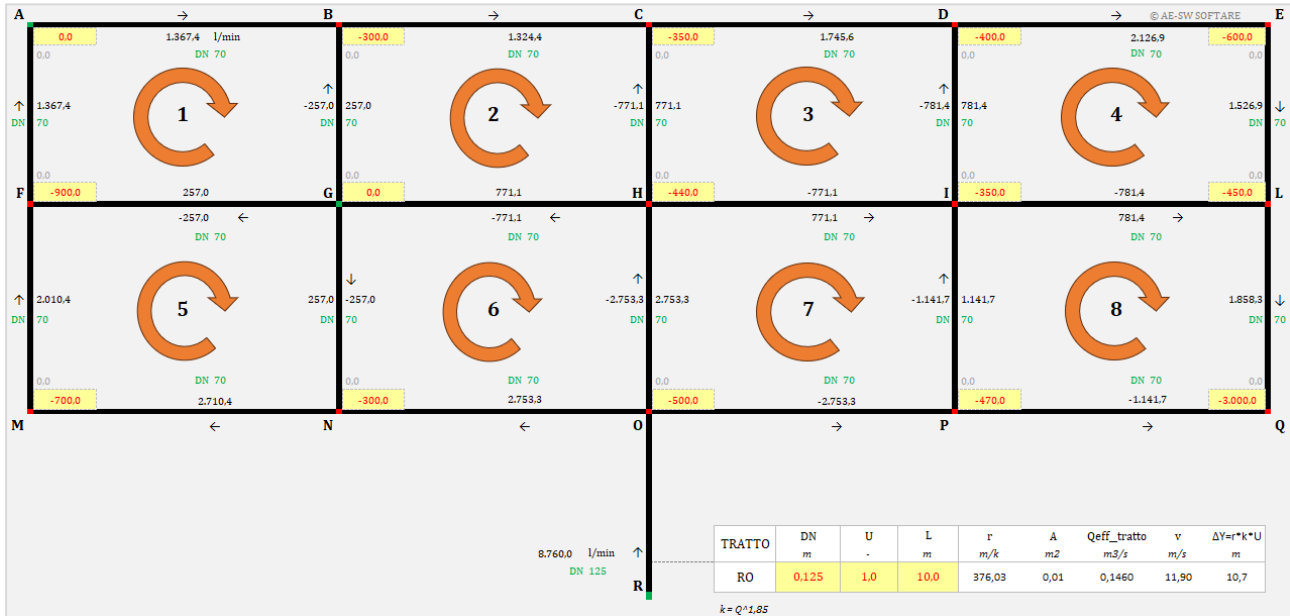 A → B → C → D → © AE-SW SOFTARE E
0.0 1.367,4 l/min -300.0 1.324,4 -350.0 1.745,6 -400.0 2.126,9 -600.0
0,0 DN 70 0,0 DN 70 0,0 DN 70 0,0 DN 70 0,0
↑ 1.367,4 1 ↑ -257,0 257,0 2 ↑ -771,1 771,1 3 ↑ -781,4 781,4 4 1.526,9 ↓
DN 70 DN 70 DN 70 DN 70 DN 70
0,0 0,0 0,0 0,0 0,0
F -900,0 257,0 G 0,0 771,1 H -440,0 -771,1 I -350,0 -781,4 -450,0 L
-257,0 ← -771,1 ← 771,1 → 781,4 →
DN 70 DN 70 DN 70 DN 70
↑ 2.010,4 5 257,0 ↓ -257,0 6 ↑ -2.753,3 2.753,3 7 ↑ -1.141,7 1.141,7 8 1.858,3 ↓
DN 70 DN 70 DN 70 DN 70
DN 70 DN 70 DN 70 DN 70
0,0 0,0 0,0 0,0 0,0
-700.0 2.710,4 -300.0 2.753,3 -500.0 -2.753,3 -470.0 -1.141,7 -3.000,0
M ← N ← O → P → Q
8.760,0 l/min ↑
DN 125
R
TRATTO DN U L r A Qeff_tratto v ΔY=r*k*U
m - m m/k m2 m3/s m/s m
RO 0,125 1,0 10,0 376,03 0,01 0,1460 11,90 10,7
k = Q^1,85